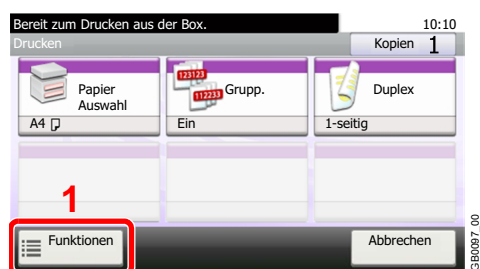 Bereit zum Drucken aus der Box.
10:10
Drucken
Kopien 1
Papier
Auswahl
A4
123123
112233
Grupp.
Ein
Duplex
1-seitig
1
Funktionen
Abbrechen
GB0097_00